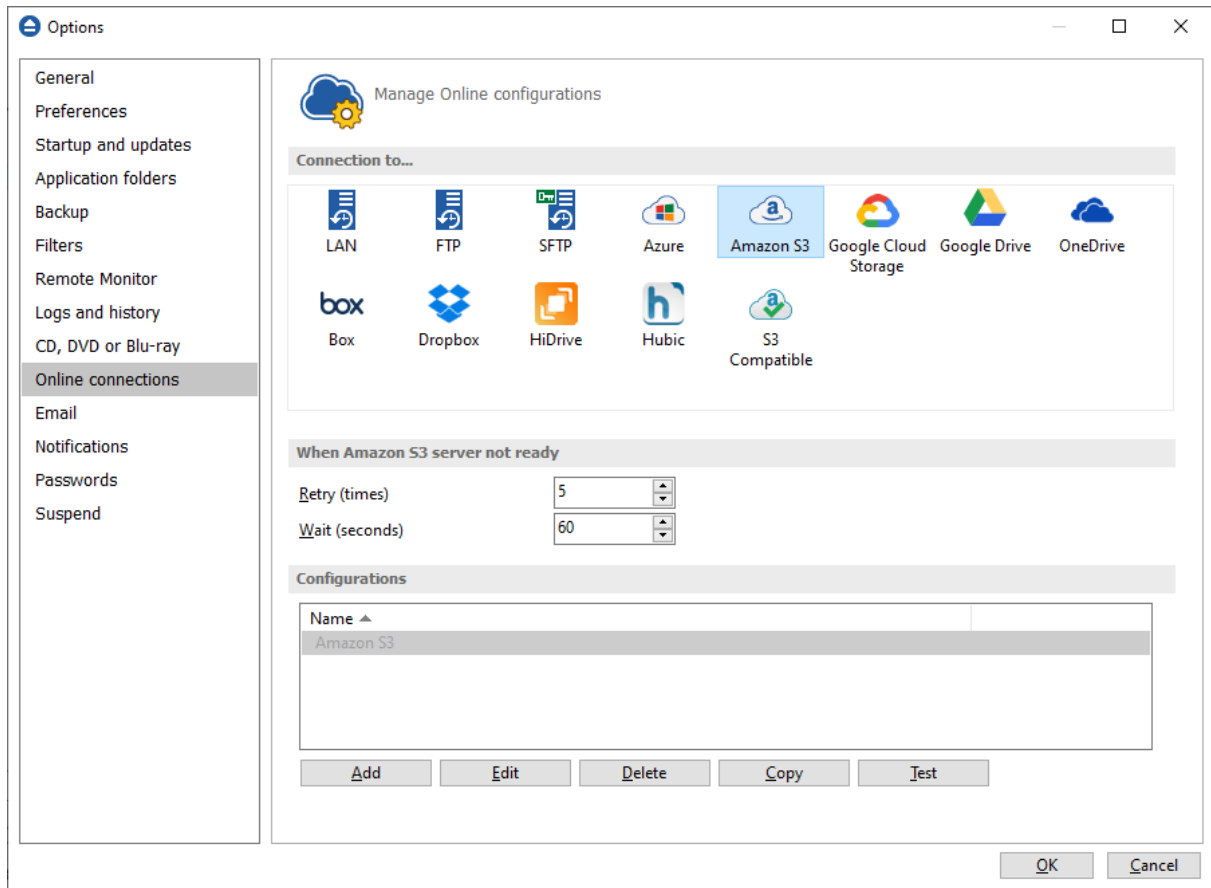 Options
General
Preferences
Startup and updates
Application folders
Backup
Filters
Remote Monitor
Logs and history
CD, DVD or Blu-ray
Online connections
Email
Notifications
Passwords
Suspend
Manage Online configurations
Connection to...
LAN
FTP
SFTP
Azure
a
Amazon S3
Google Cloud
Storage
Google Drive
OneDrive
box
Box
Dropbox
HiDrive
h
Hubic
a
S3
Compatible
When Amazon S3 server not ready
Retry (times)
5
Wait (seconds)
60
Configurations
Name
Amazon S3
Add
Edit
Delete
Copy
Test
OK
Cancel